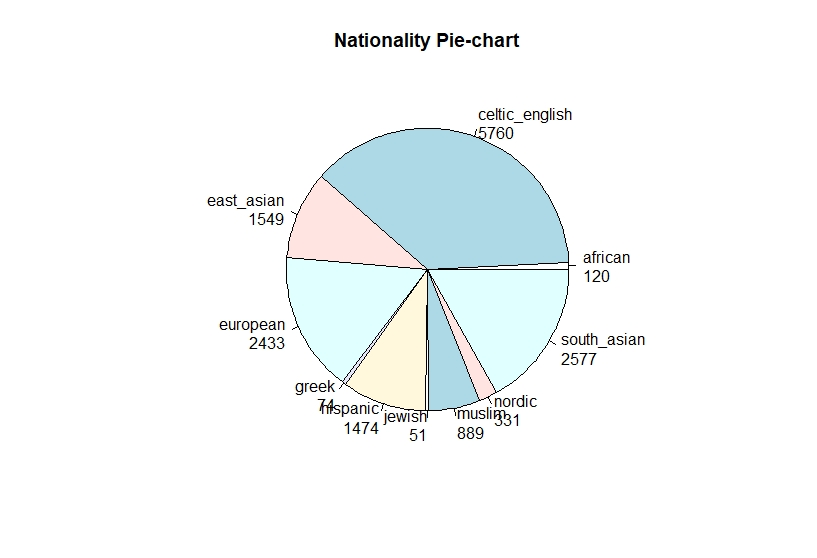 Nationality Pie-chart
celtic_english
5760
east_asian
1549
african
120
european
2433
south_asian
2577
greek
74
hispanic
1474
jewish
51
muslim
889
nordic
331